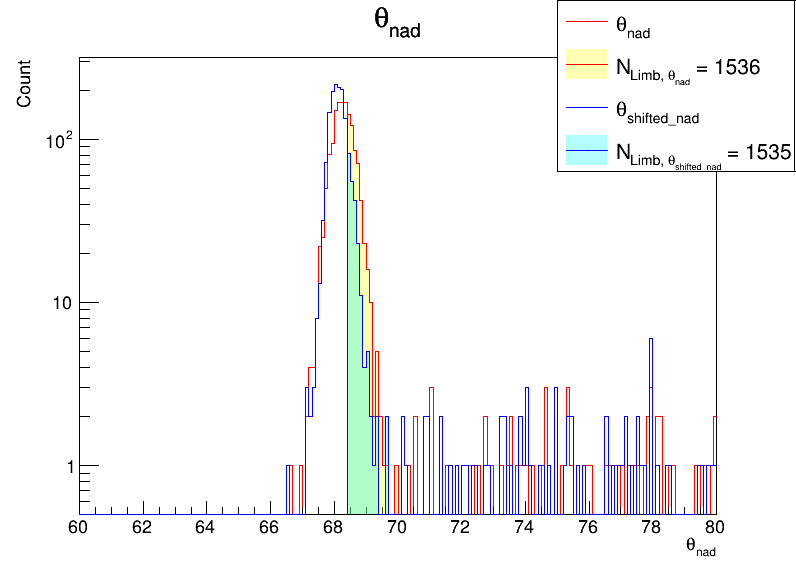 θnad
θnad
NLimb, θnad = 1536
θshifted_nad
NLimb, θshifted_nad = 1535
Count
10²
10
1
60 62 64 66 68 70 72 74 76 78 80
θnad